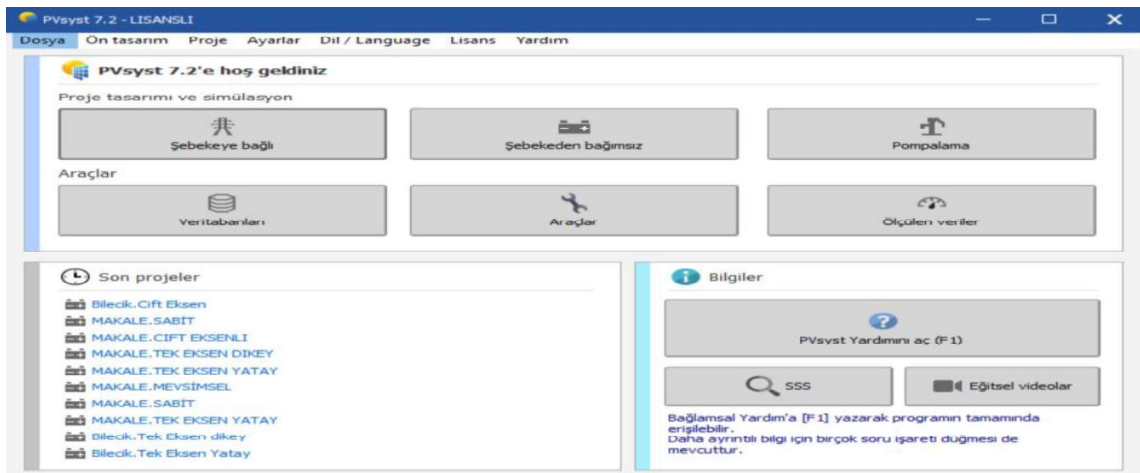 PVsyst 7.2 - LISANSLI
Dosya Ön tasarım Proje Ayarlar Dil / Language Lisans Yardım
PVsyst 7.2'e hoş geldiniz
Proje tasarımı ve simülasyon
Şebekeye bağlı
Şebekeden bağımsız
Pompalama
Araçlar
Veritabanları
Araçlar
Ölçülen veriler
Son projeler
Bilecik.Cift Eksen
MAKALE.SABİT
MAKALE.CIFT EKSENLI
MAKALE.TEK EKSEN DIKEY
MAKALE.TEK EKSEN YATAY
MAKALE.MEVSİMSEL
MAKALE.SABİT
MAKALE.TEK EKSEN YATAY
Bilecik.Tek Eksen dikey
Bilecik.Tek Eksen Yatay
Bilgiler
PVsyst Yardımını aç (F1)
SSS
Eğitsel videolar
Bağlamsal Yardım'a [F1] yazarak programın tamamında
erişilebilir.
Daha ayrıntılı bilgi için birçok soru işareti düğmesi de
mevcuttur.